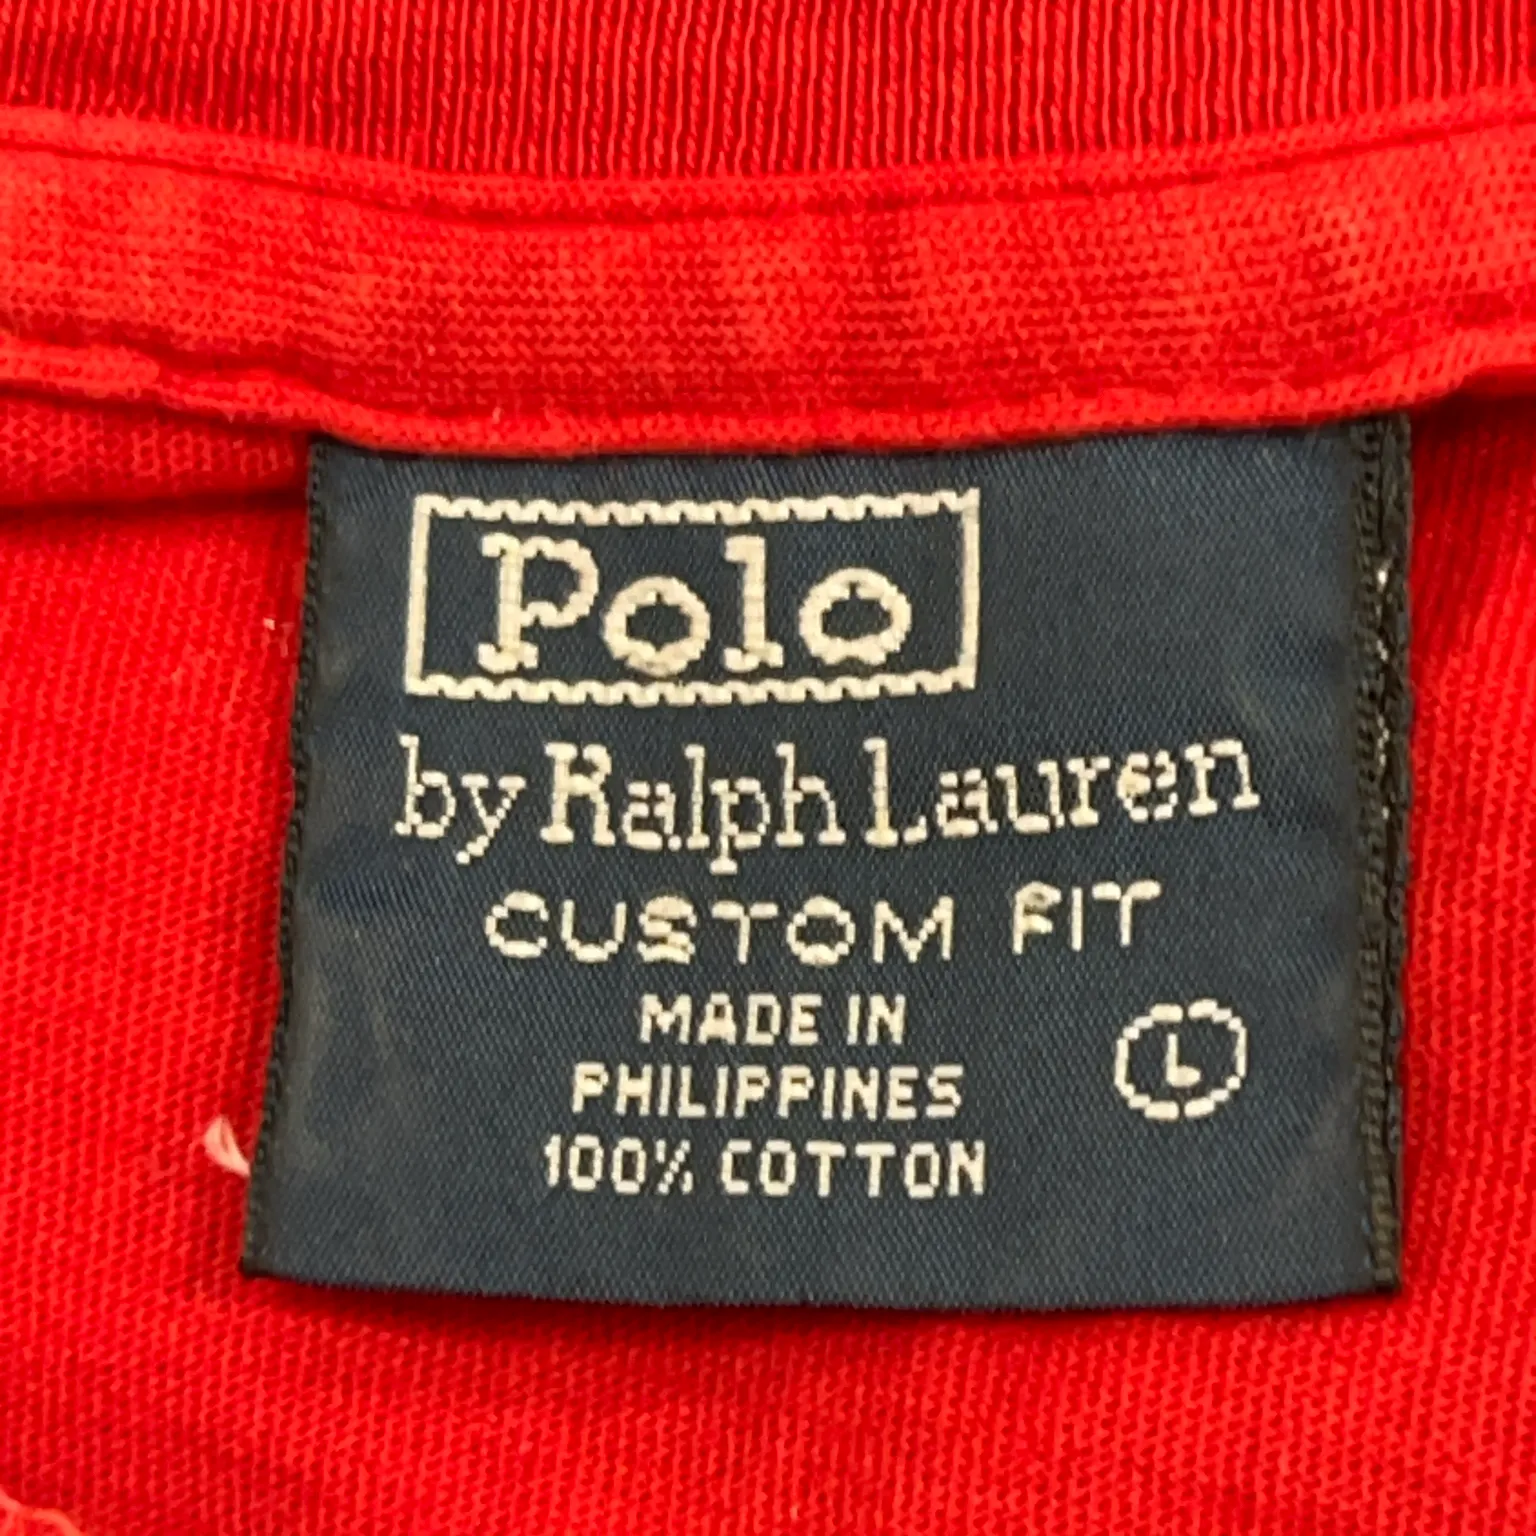 Polo
by Ralph Lauren
CUSTOM FIT
MADE IN
PHILIPPINES
100% COTTON
L